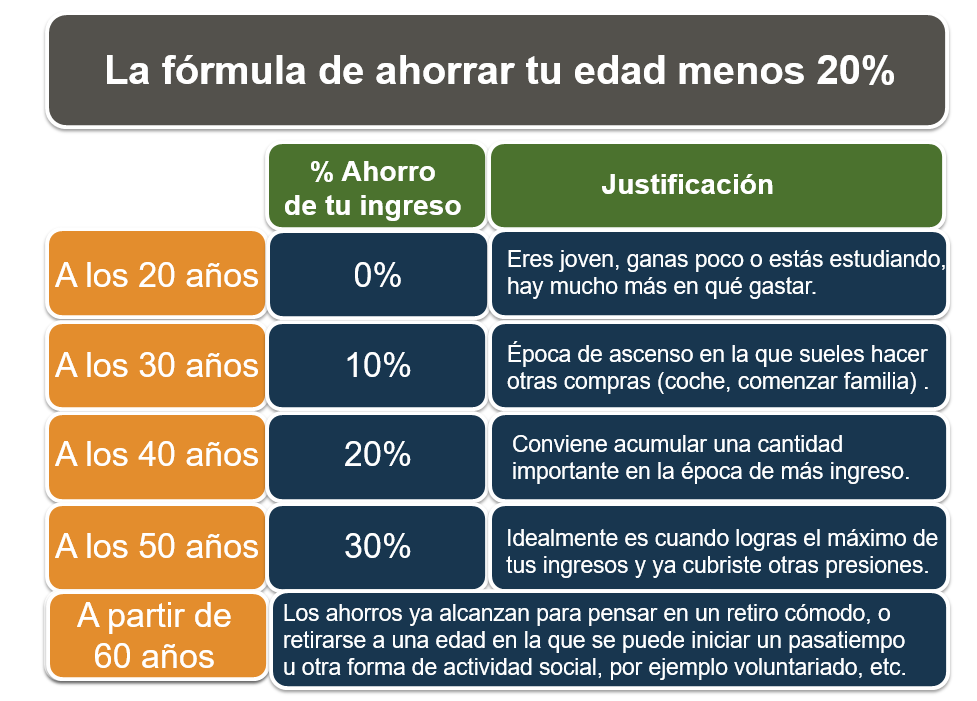 La fórmula de ahorrar tu edad menos 20%
% Ahorro
de tu ingreso
Justificación
A los 20 años
0%
Eres joven, ganas poco o estás estudiando,
hay mucho más en qué gastar.
A los 30 años
10%
Época de ascenso en la que sueles hacer
otras compras (coche, comenzar familia) .
A los 40 años
20%
Conviene acumular una cantidad
importante en la época de más ingreso.
A los 50 años
30%
Idealmente es cuando logras el máximo de
tus ingresos y ya cubriste otras presiones.
A partir de
60 años
Los ahorros ya alcanzan para pensar en un retiro cómodo, o
retirarse a una edad en la que se puede iniciar un pasatiempo
u otra forma de actividad social, por ejemplo voluntariado, etc.